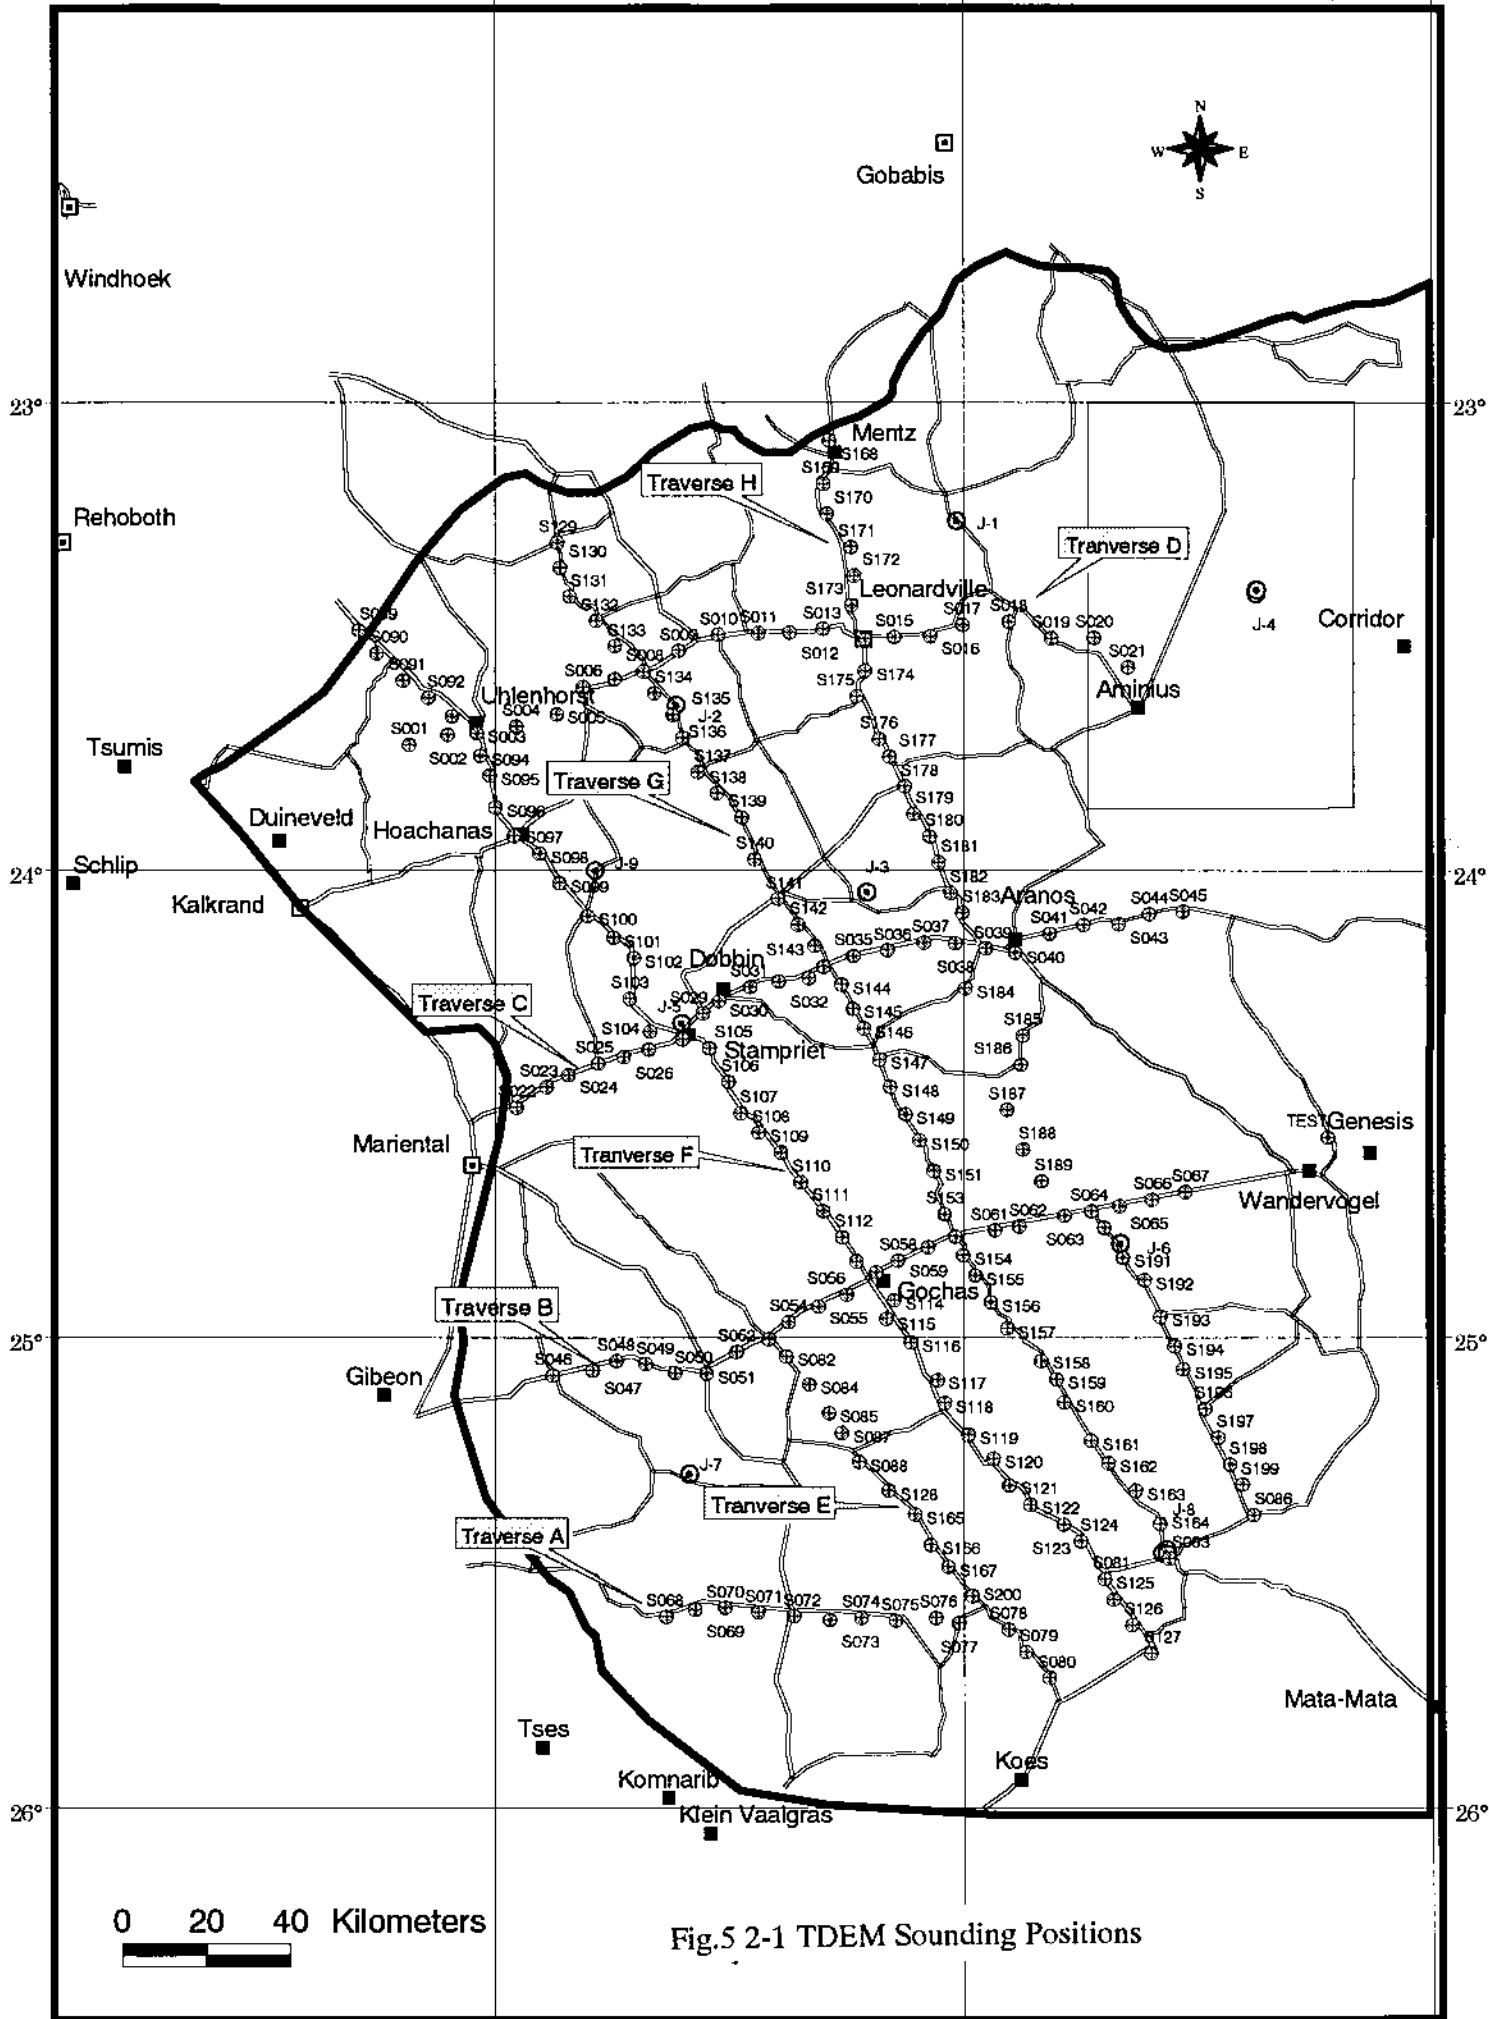 N
W
E
S
Gobabis
Windhoek
23°
23°
Mentz
S168
S169
Traverse H
S170
Rehoboth
S129
S171
J-1
S130
Tranverse D
S172
S131
S173
Leonardville
S132
J-4
S133
S010
S011
S013
S015
S017
S018
S019
S020
Corridor
S090
S009
S012
S016
S008
S021
S091
S006
S134
S174
S092
Uhlenhorst
S135
S175
Aminius
S004
S005
J-2
S001
S002
S003
S136
S176
Tsumis
S094
S137
S177
S095
Traverse G
S138
S178
S139
S179
Duineveld
S096
S180
Hoachanas
S097
S140
S181
Schlip
S098
J-9
J-3
24°
24°
S099
S182
Kalkrand
S141
S183
Aranos
S044
S045
S100
S142
S041
S042
S043
S101
S143
S035
S036
S037
S039
S102
Dobbin
S038
S040
S103
S031
S032
S144
S184
Traverse C
S029
S030
J-5
S145
S104
S105
S146
S185
S025
Stampriet
S186
S023
S024
S026
S106
S147
S022
S107
S148
S187
S108
S149
TEST
Genesis
Mariental
S109
S150
S188
Tranverse F
S110
S151
S189
S111
S153
S061
S062
S064
S066
S067
Wandervogel
S112
S063
S065
S058
S154
J-6
S059
S191
S056
Gochas
S155
S192
Traverse B
S054
S055
S114
S156
S115
S157
S193
25°
25°
S048
S049
S116
S194
S046
S050
S082
S158
S195
Gibeon
S047
S051
S084
S117
S159
S085
S118
S160
S197
S087
S119
S161
S198
J-7
S088
S120
S162
S199
S128
S121
S163
S086
Tranverse E
S122
J-8
S165
S124
S164
Traverse A
S123
S166
S081
S167
S125
S068
S070
S071
S072
S074
S075
S076
S200
S126
S069
S073
S077
S078
S079
S127
S080
Mata-Mata
Tses
Koes
Komnarib
26°
26°
Klein Vaalgras
0 20 40 Kilometers
Fig.5 2-1 TDEM Sounding Positions